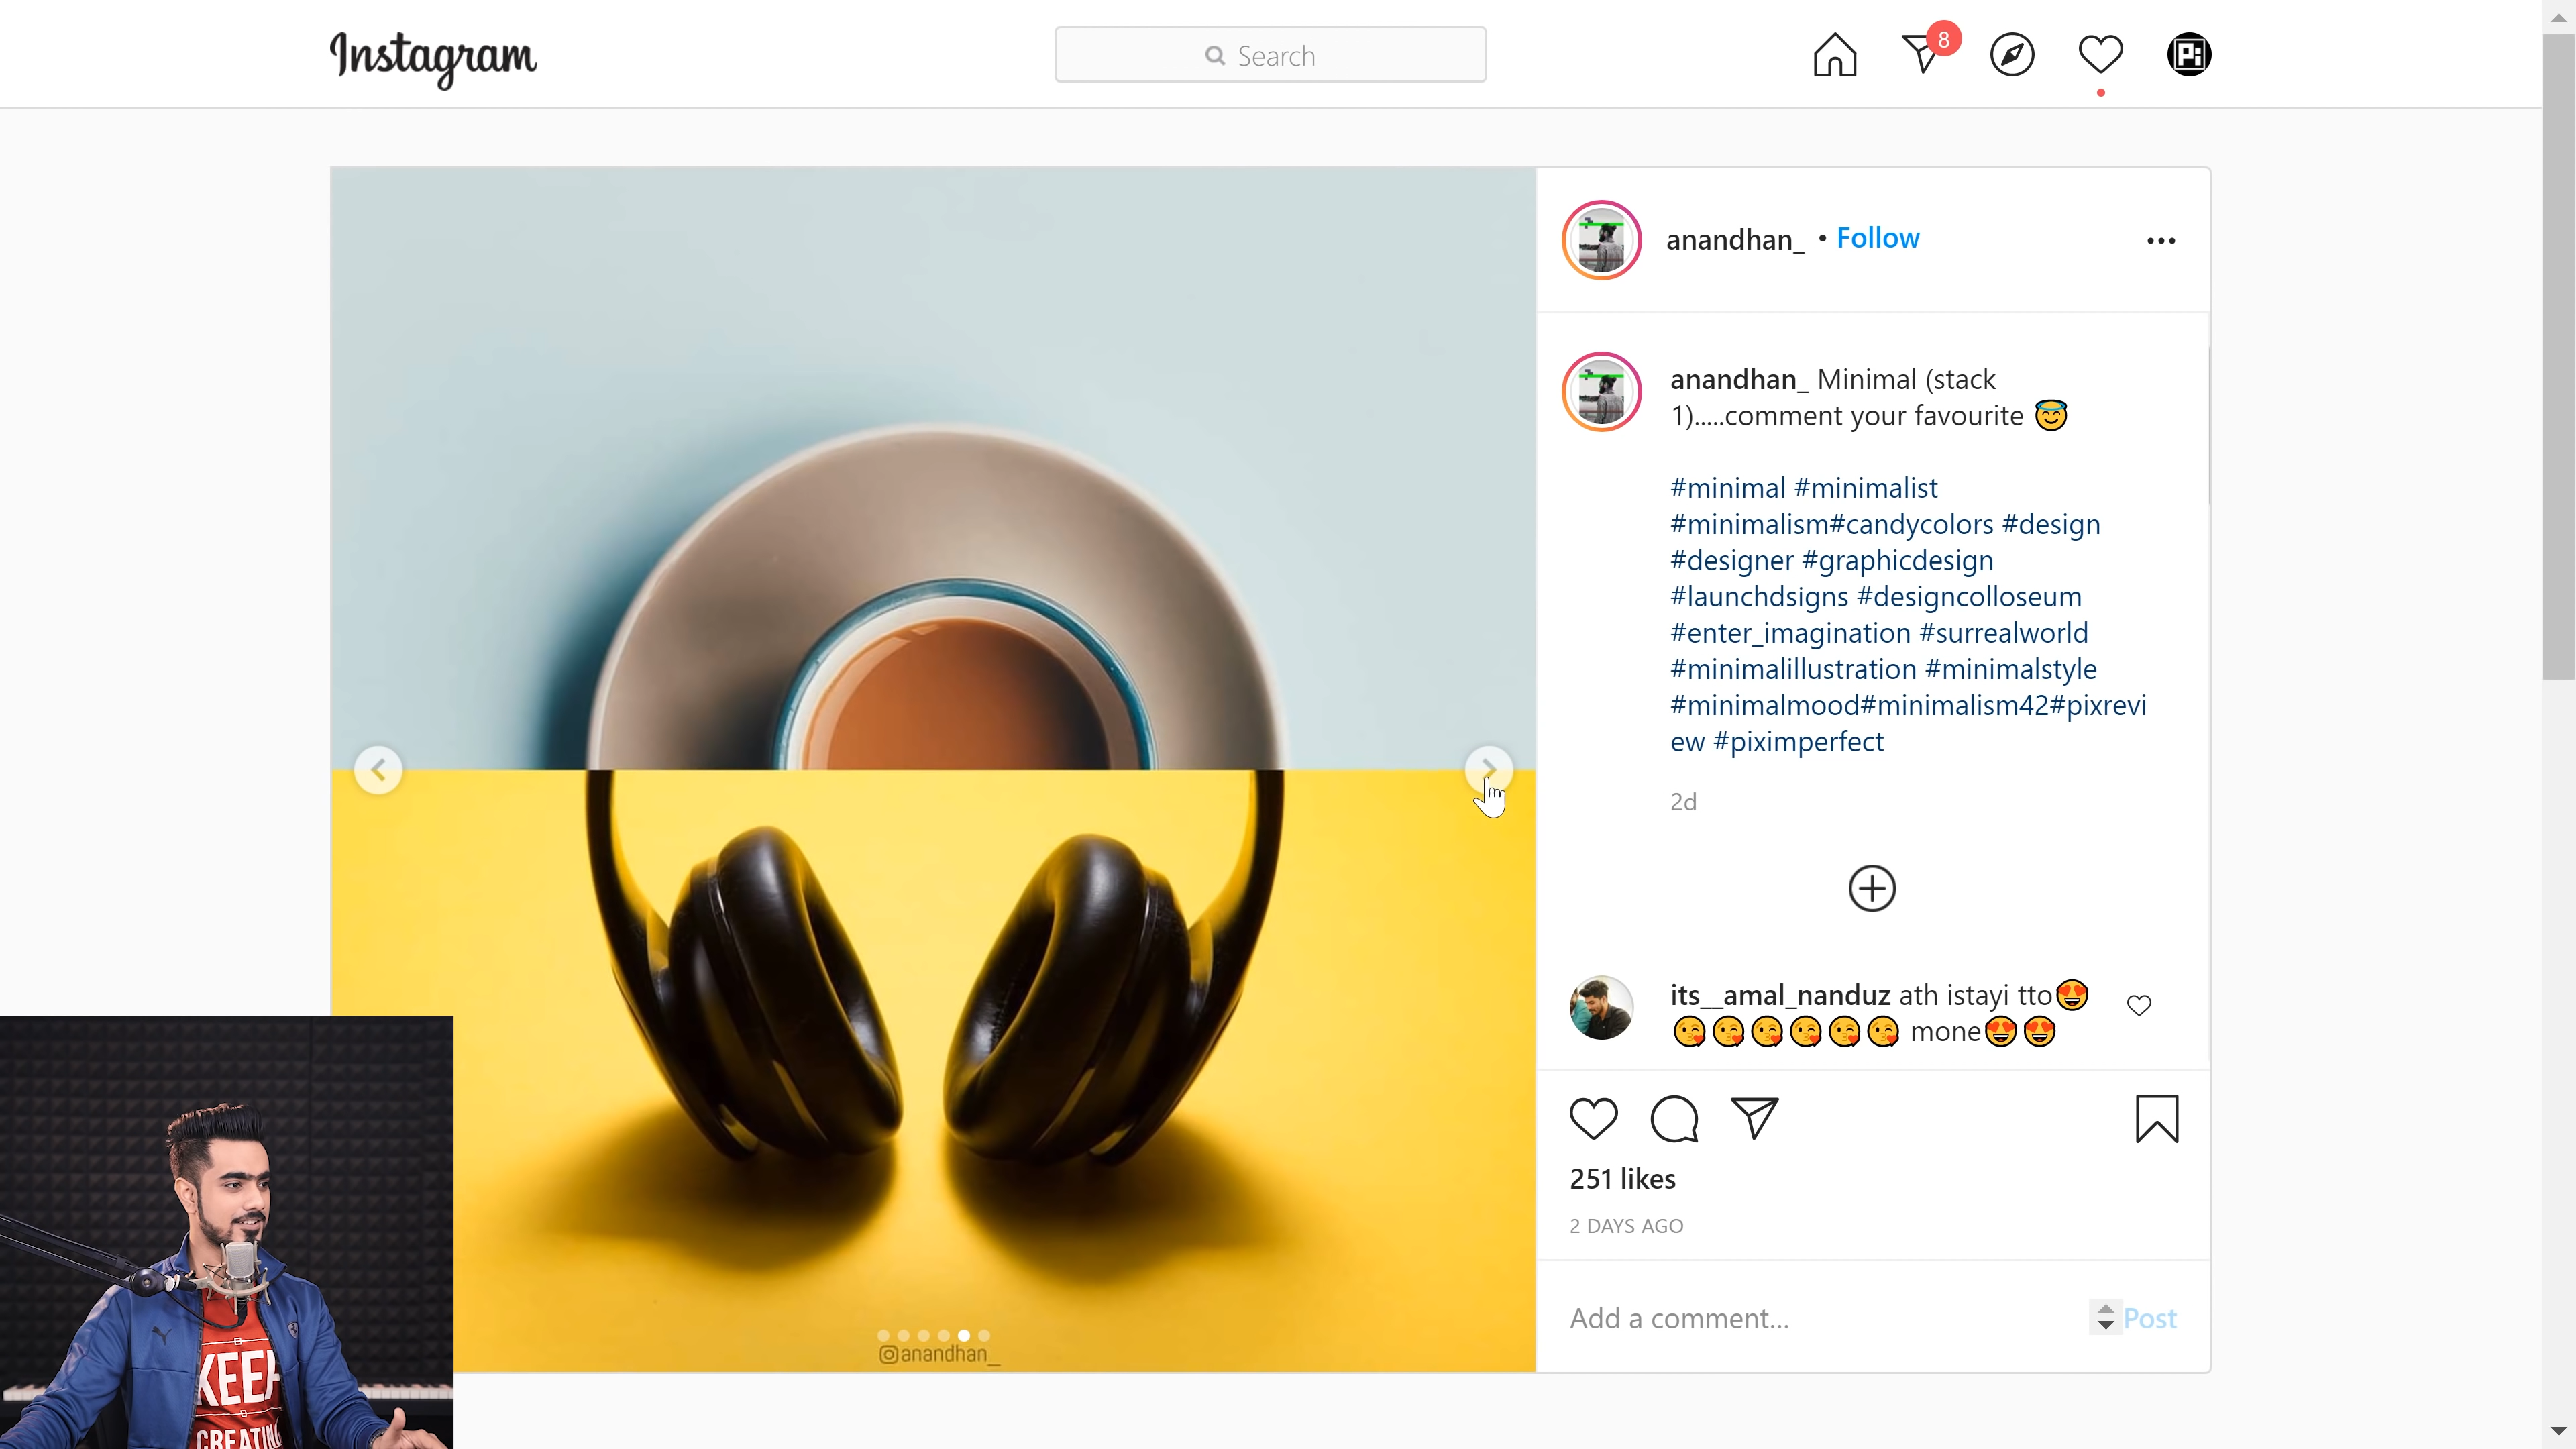 Instagram
Search
8
Pi
anandhan_ • Follow
anandhan_ Minimal (stack
1).....comment your favourite 😇
#minimal #minimalist
#minimalism#candycolors #design
#designer #graphicdesign
#launchdsigns #designcolloseum
#enter_imagination #surrealworld
#minimalillustration #minimalstyle
#minimalmood#minimalism42#pixrevi
ew #piximperfect
2d
its__amal_nanduz ath istayi tto😍
😘😘😘😘😘😘 mone😍😍
251 likes
2 DAYS AGO
Add a comment...
Post
anandhan_
KEEP
CREATING